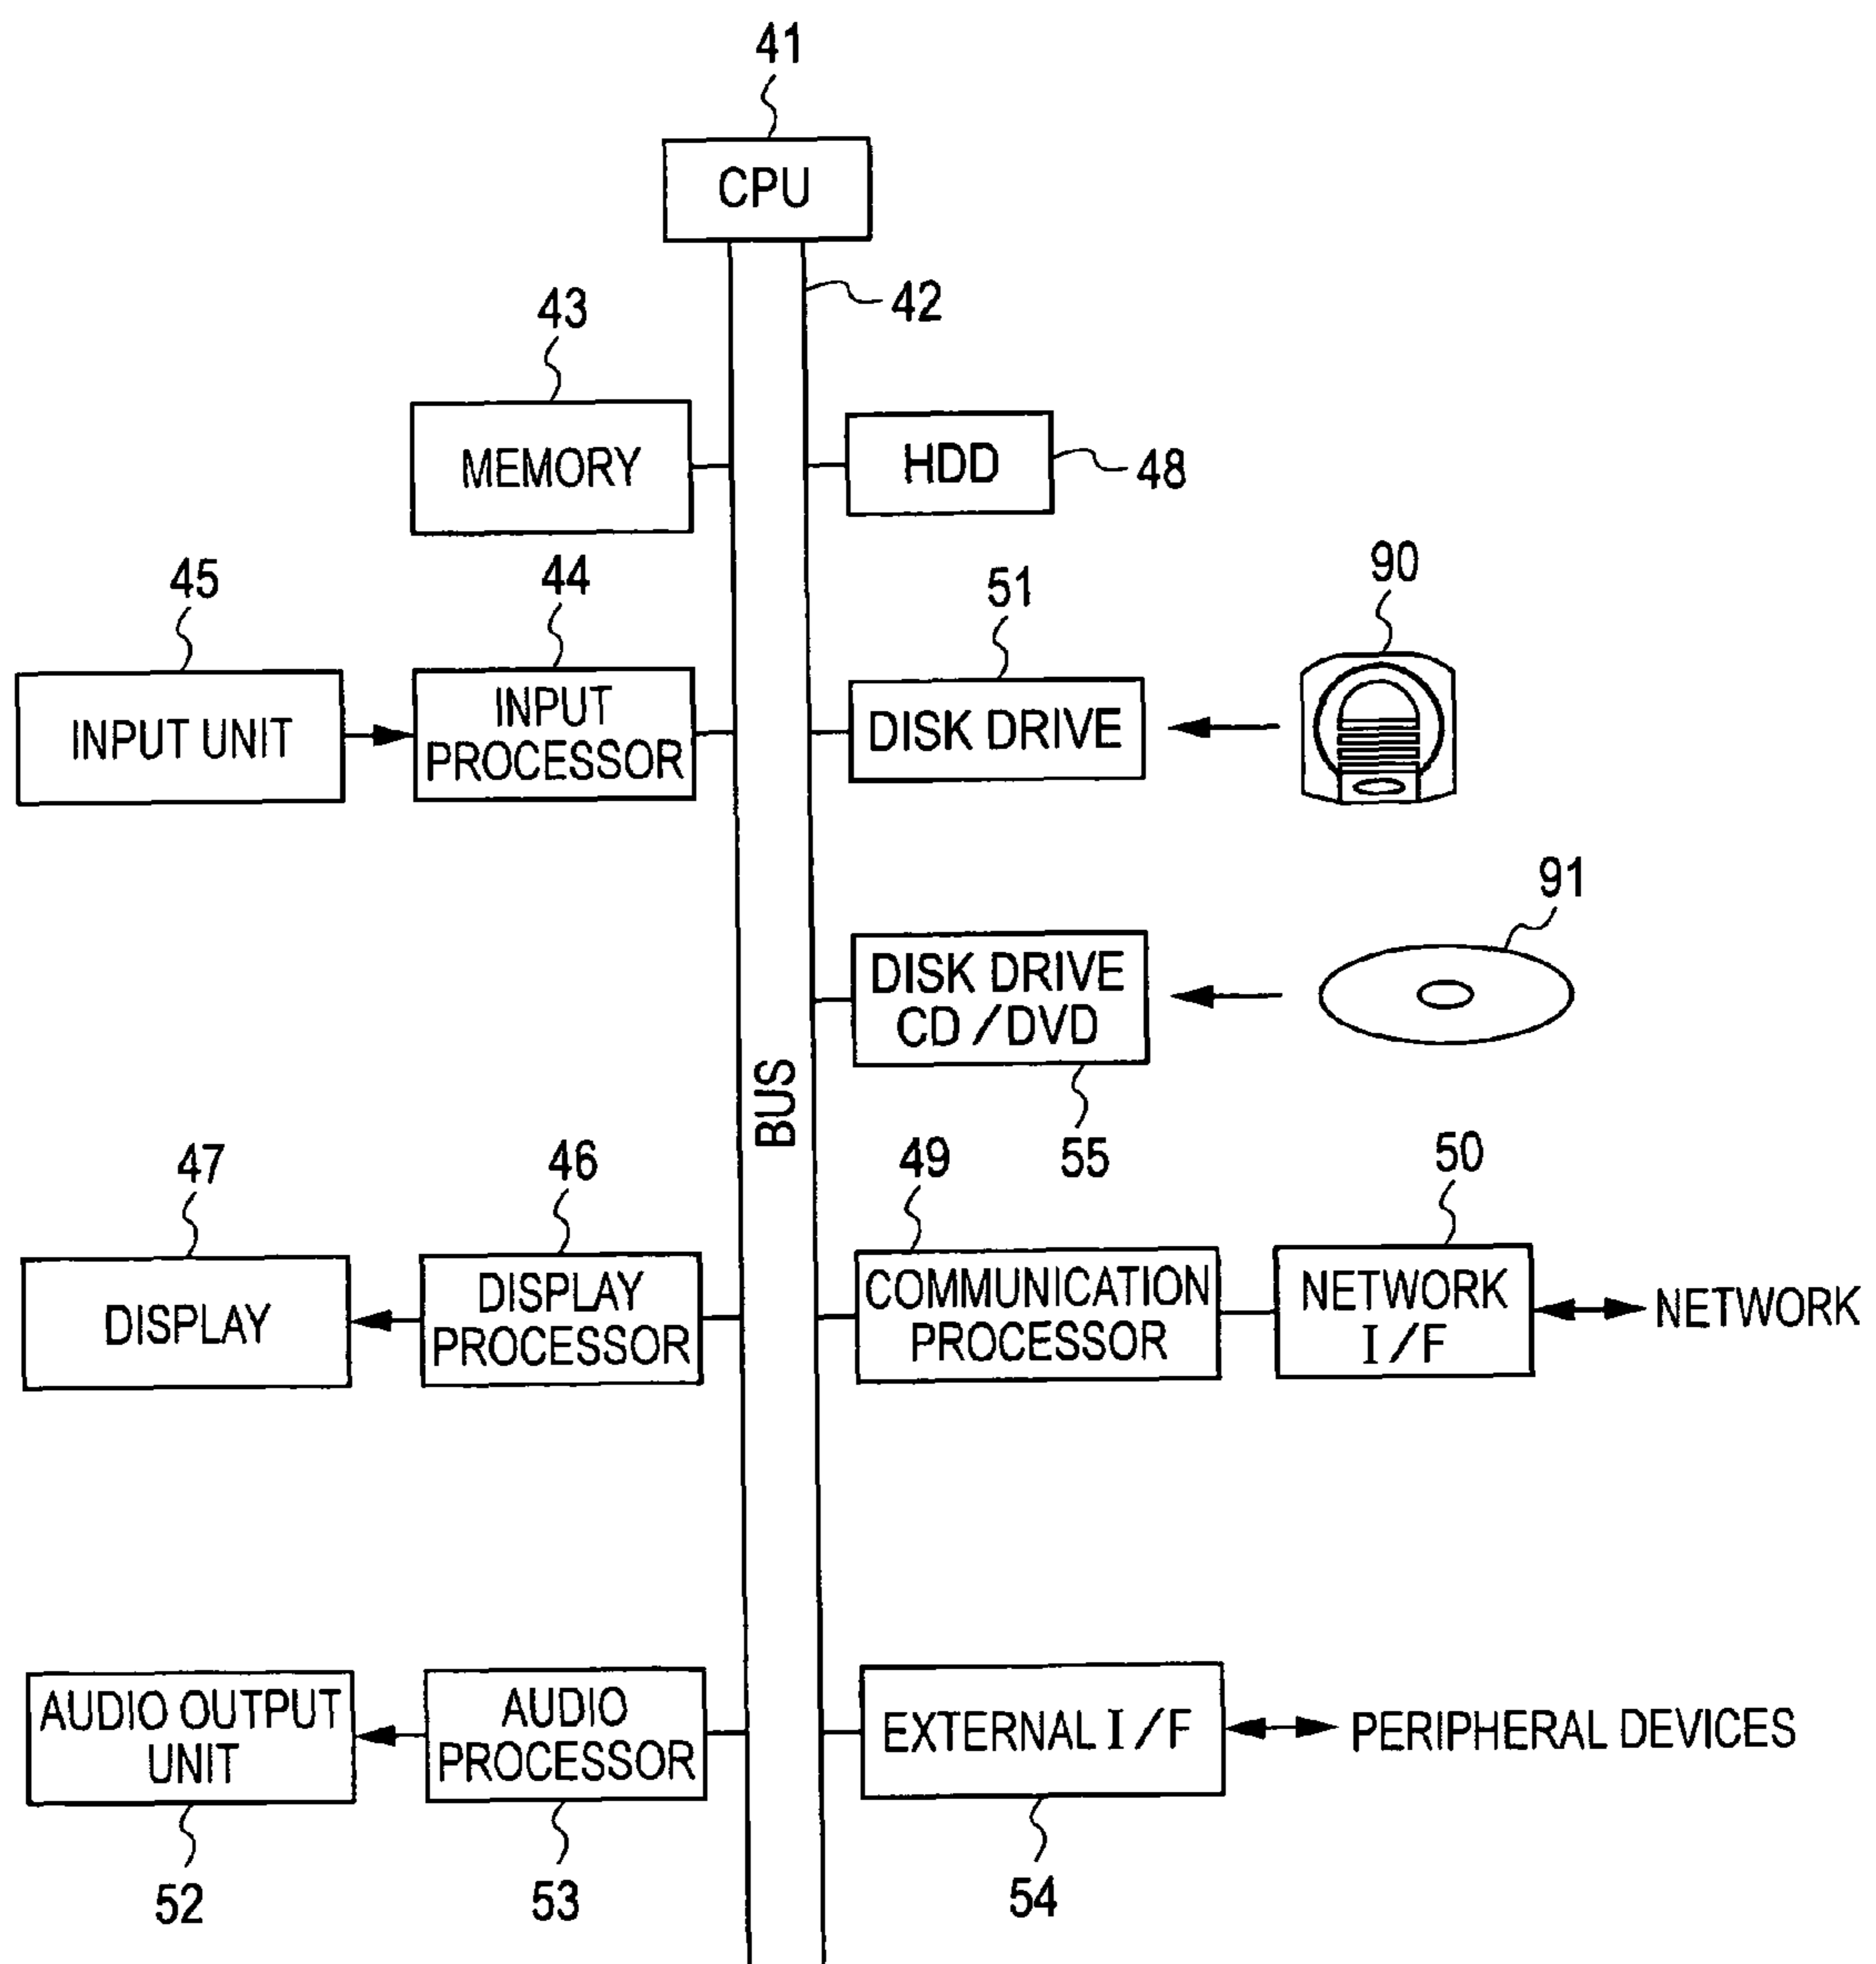 41
CPU
42
43
MEMORY
HDD
48
45
44
51
90
INPUT UNIT
INPUT
PROCESSOR
DISK DRIVE
91
DISK DRIVE
CD/DVD
55
BUS
47
46
49
50
DISPLAY
DISPLAY
PROCESSOR
COMMUNICATION
PROCESSOR
NETWORK
I/F
NETWORK
AUDIO OUTPUT
UNIT
AUDIO
PROCESSOR
EXTERNAL I/F
PERIPHERAL DEVICES
52
53
54